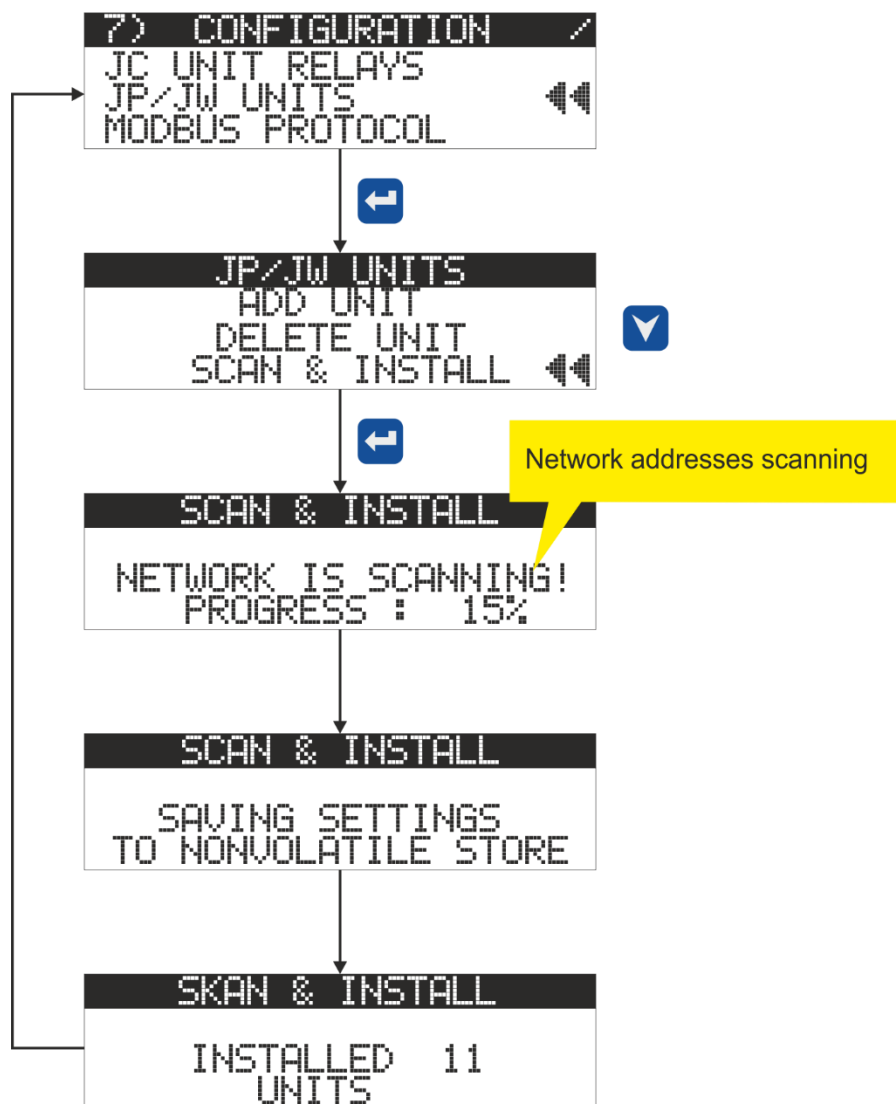 7) CONFIGURATION /
JC UNIT RELAYS
JP/JW UNITS
MODBUS PROTOCOL
JP/JW UNITS
ADD UNIT
DELETE UNIT
SCAN & INSTALL
Network addresses scanning
SCAN & INSTALL
NETWORK IS SCANNING!
PROGRESS : 15%
SCAN & INSTALL
SAVING SETTINGS
TO NONVOLATILE STORE
SKAN & INSTALL
INSTALLED 11
UNITS